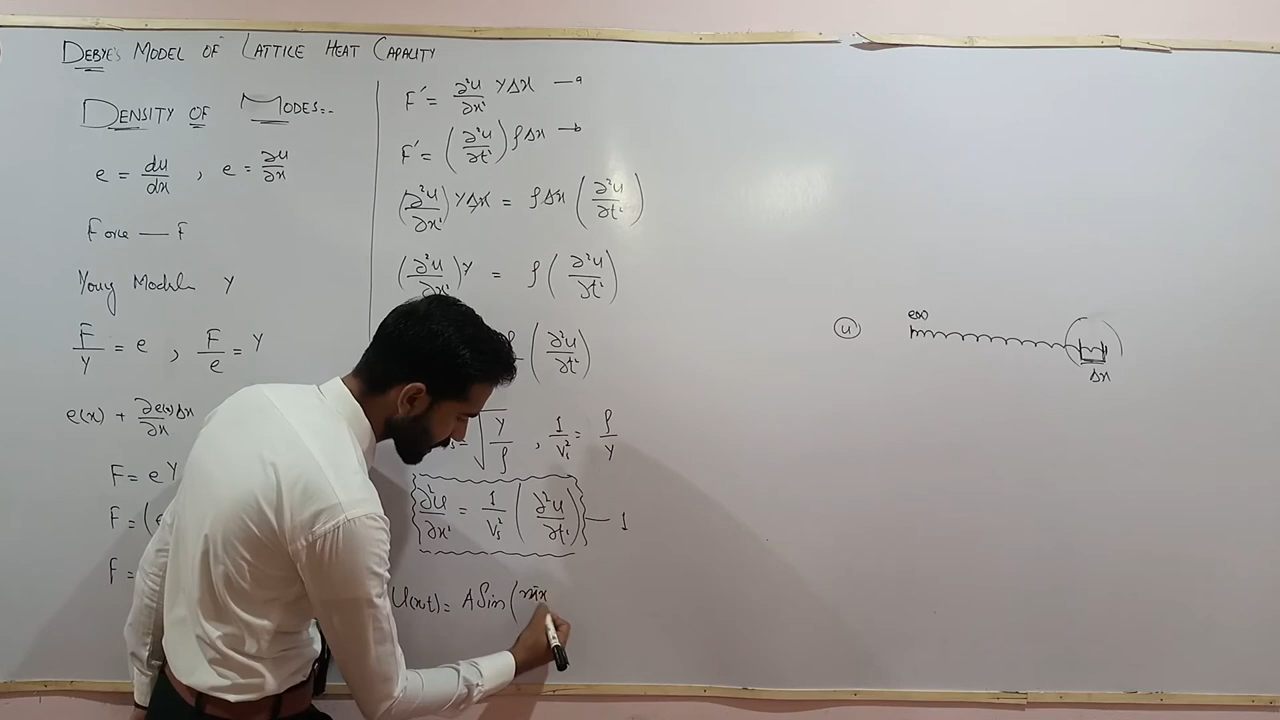 DEBYE'S MODEL OF LATTICE HEAT CAPACITY
DENSITY OF MODES:-
e = du/dx , e = ∂u/∂x
Force — F
Young Modulus Y
F/Y = e , F/e = Y
e(x) + ∂e(x)/∂x Δx
F = eY
F = (e
F =
F' = ∂²u/∂x² YΔx — a
F' = (∂²u/∂t²) ρΔx — b
(∂²u/∂x²) YΔx = ρΔx (∂²u/∂t²)
(∂²u/∂x²) Y = ρ (∂²u/∂t²)
(∂²u/∂t²)
= √Y/ρ , 1/Vs² = ρ/Y
∂²u/∂x² = 1/Vs² (∂²u/∂t²) — 1
U(x,t) = A Sin (nπx
u
e(x)
Δx